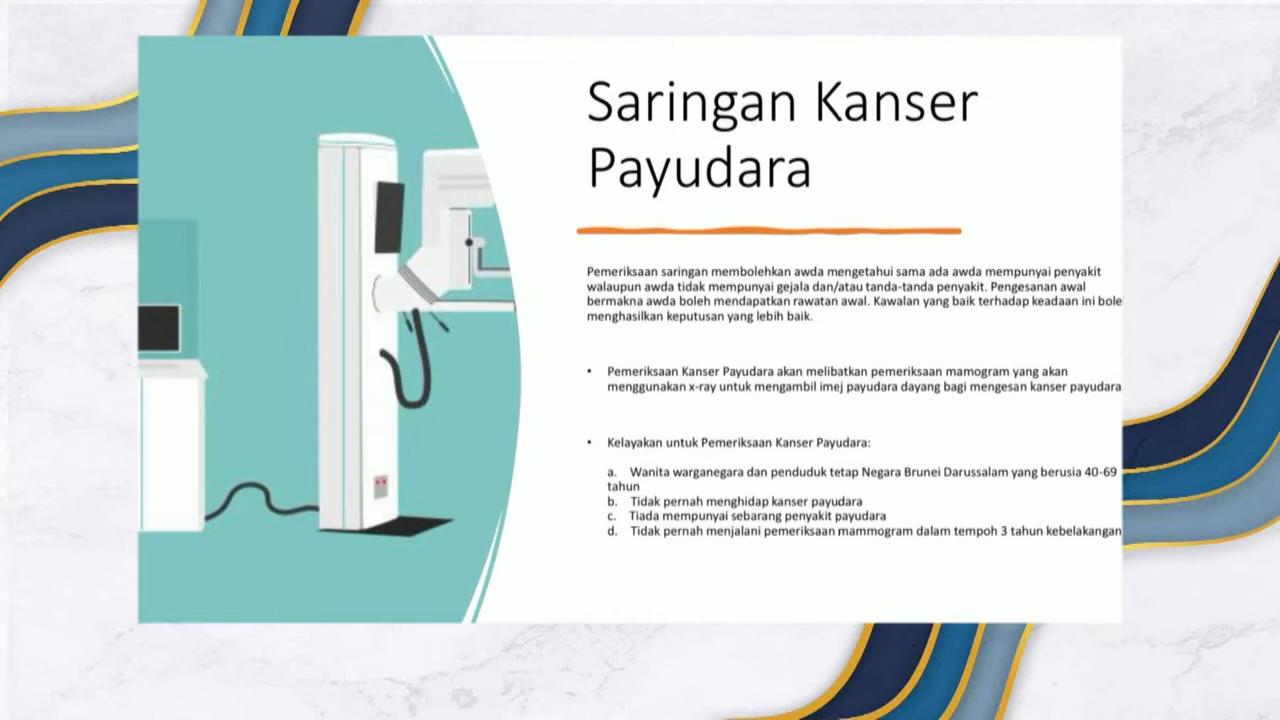 Saringan Kanser
Payudara
Pemeriksaan saringan membolehkan awda mengetahui sama ada awda mempunyai penyakit
walaupun awda tidak mempunyai gejala dan/atau tanda-tanda penyakit. Pengesanan awal
bermakna awda boleh mendapatkan rawatan awal. Kawalan yang baik terhadap keadaan ini bole
menghasilkan keputusan yang lebih baik.
• Pemeriksaan Kanser Payudara akan melibatkan pemeriksaan mamogram yang akan
menggunakan x-ray untuk mengambil imej payudara dayang bagi mengesan kanser payudara
• Kelayakan untuk Pemeriksaan Kanser Payudara:
a. Wanita warganegara dan penduduk tetap Negara Brunei Darussalam yang berusia 40-69
tahun
b. Tidak pernah menghidap kanser payudara
c. Tiada mempunyai sebarang penyakit payudara
d. Tidak pernah menjalani pemeriksaan mammogram dalam tempoh 3 tahun kebelakangan